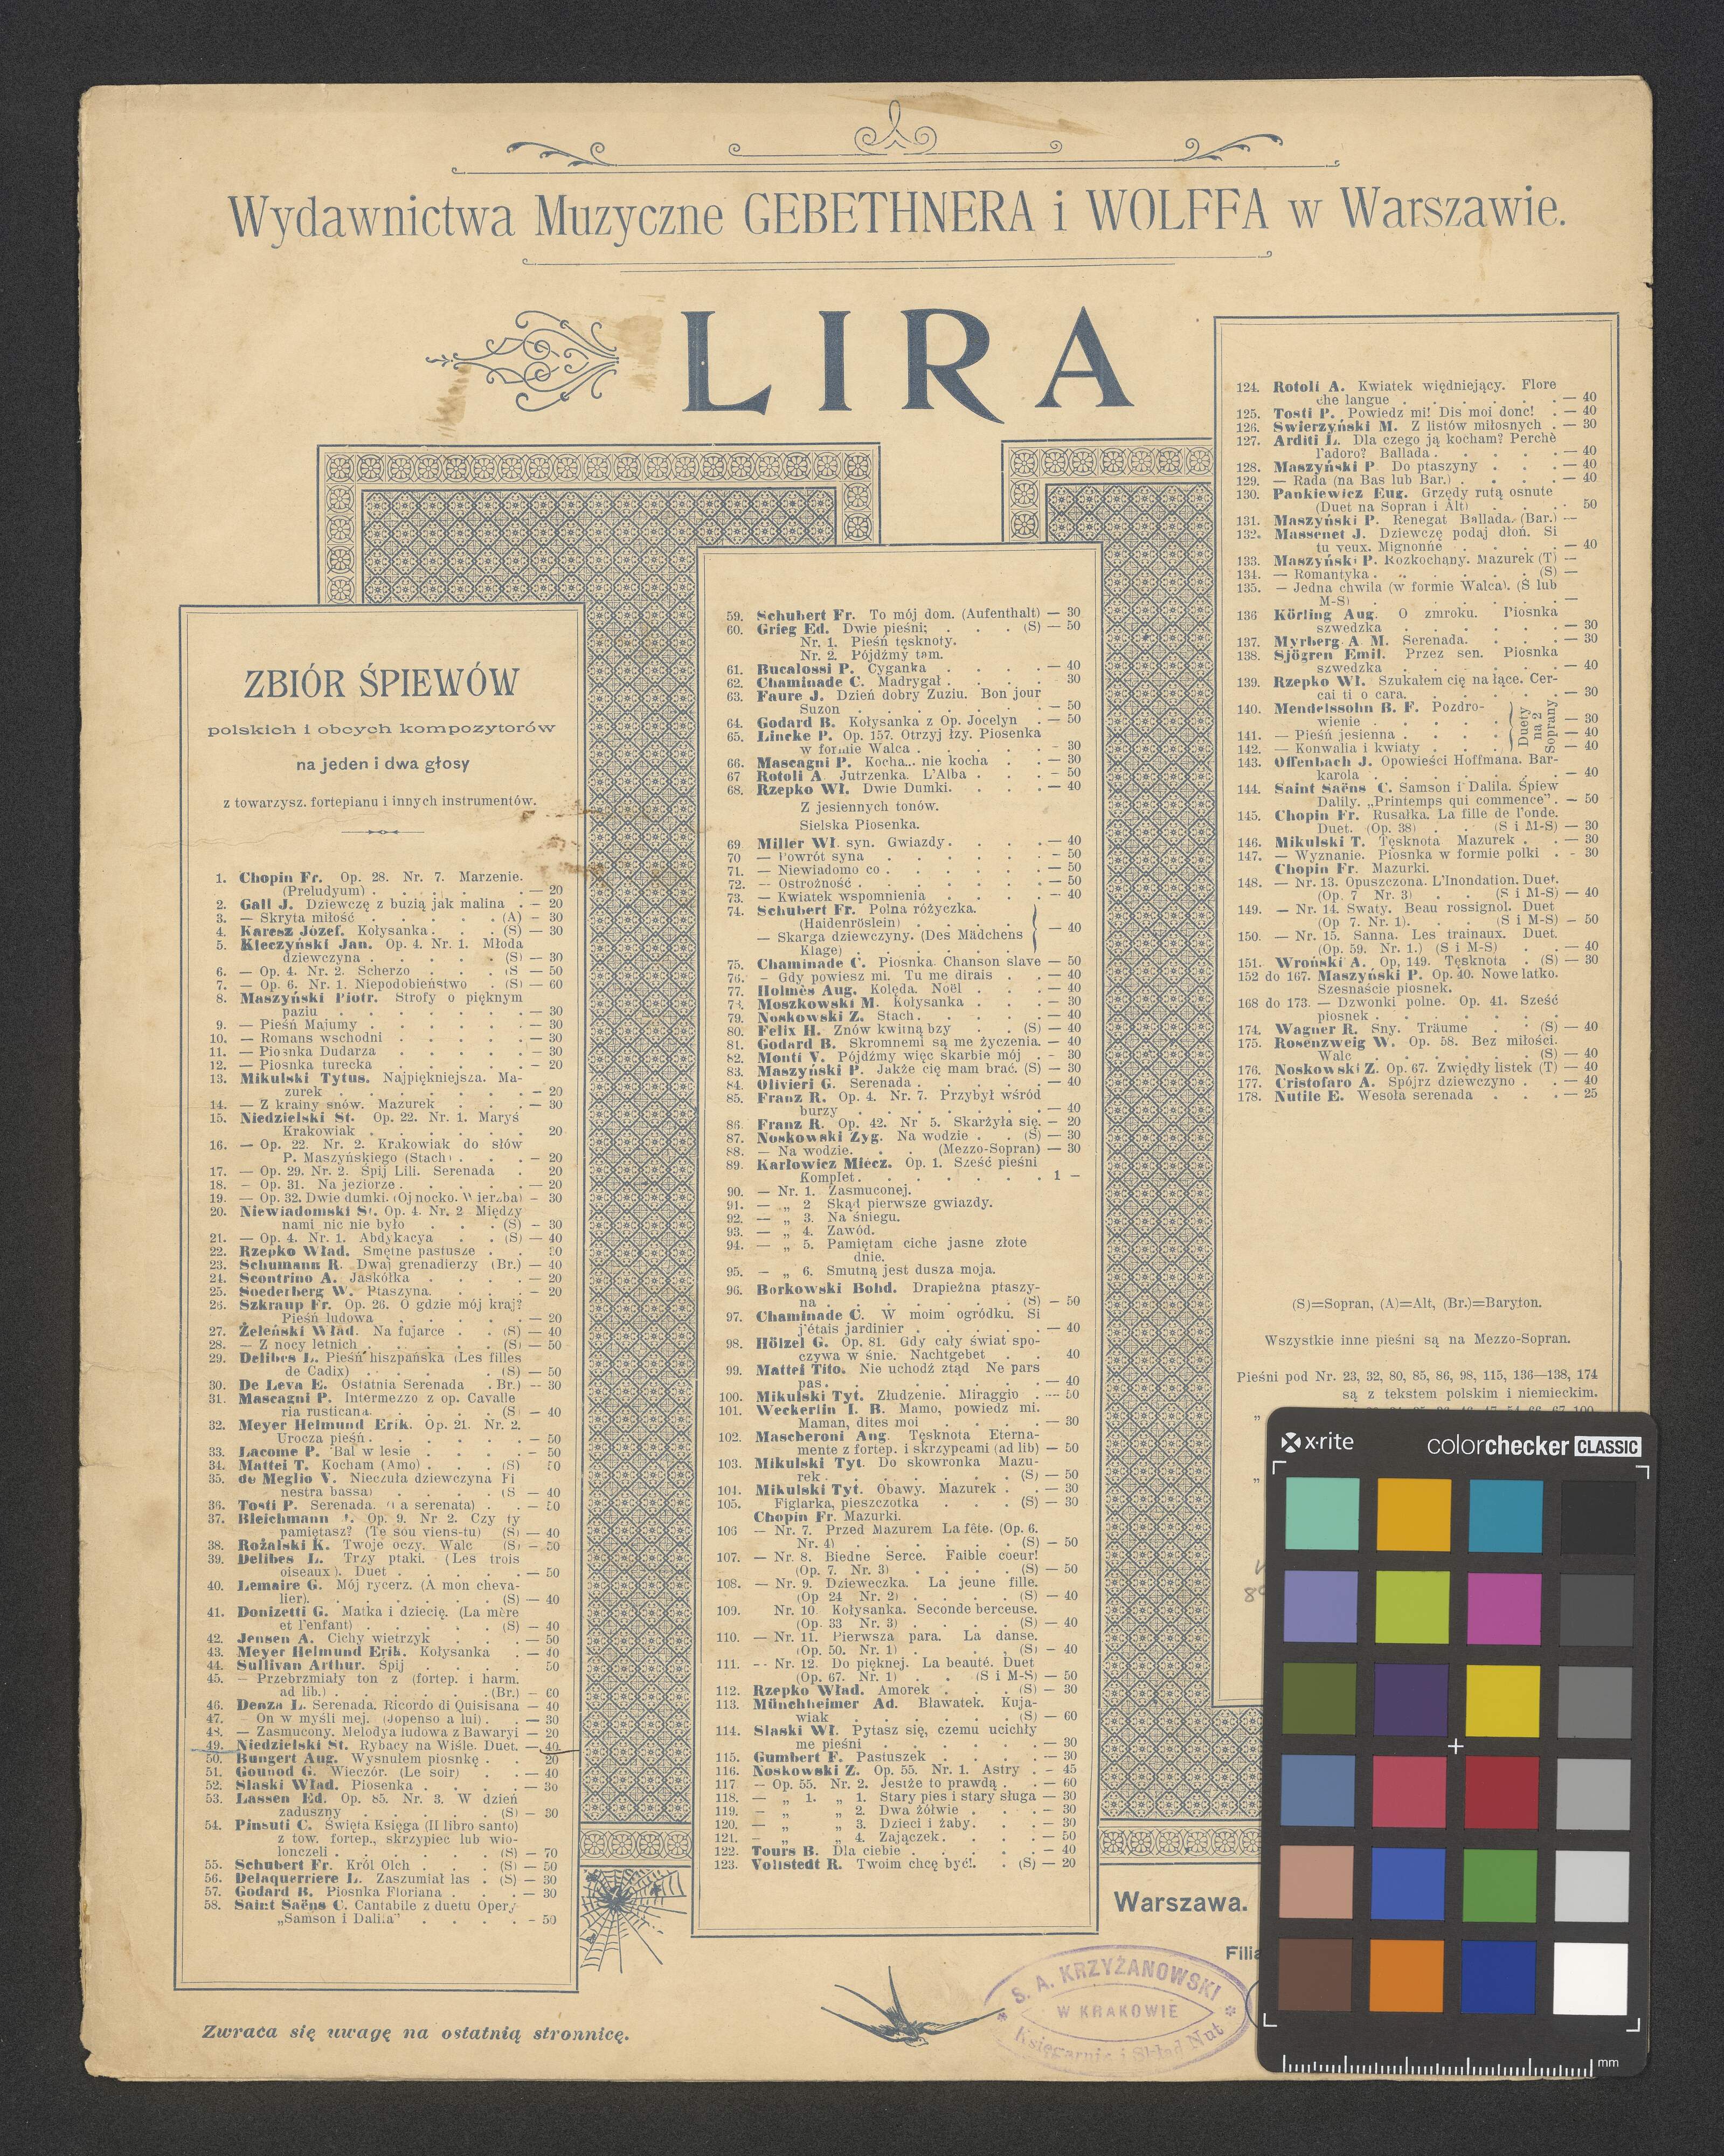 Wydawnictwa Muzyczne GEBETHNERA i WOLFFA w Warszawie.
LIRA
ZBIÓR ŚPIEWÓW
polskich i obcych kompozytorów
na jeden i dwa głosy
z towarzysz. fortepianu i innych instrumentów.
1. Chopin Fr. Op. 28. Nr. 7. Marzenie.
(Preludyum) . . . . . . — 20
2. Gall J. Dziewczę z buzią jak malina . — 20
3. — Skryta miłość . . . . . (A) — 30
4. Karesz Józef. Kołysanka . . . (S) — 30
5. Kleczyński Jan. Op. 4. Nr. 1. Młoda
dziewczyna . . . . . (S) — 30
6. — Op. 4. Nr. 2. Scherzo . . . (S — 50
7. — Op. 6. Nr. 1. Niepodobieństwo . (S) — 60
8. Maszyński Piotr. Strofy o pięknym
paziu . . . . . . . — 30
9. — Pieśń Majumy . . . . . — 30
10. — Romans wschodni . . . . — 30
11. — Piosnka Dudarza . . . . — 30
12. — Piosnka turecka . . . . — 20
13. Mikulski Tytus. Najpiękniejsza. Ma-
zurek . . . . . . . — 20
14. — Z krainy snów. Mazurek . . . — 30
15. Niedzielski St. Op. 22. Nr. 1. Maryś
Krakowiak . . . . . . 20
16. — Op. 22. Nr. 2. Krakowiak do słów
P. Maszyńskiego (Stach) . . . — 20
17. — Op. 29. Nr. 2. Śpij Lili. Serenada . 20
18. — Op. 31. Na jeziorze . . . . — 20
19. — Op. 32. Dwie dumki. (Oj nocko. Wierzba) — 30
20. Niewiadomski St. Op. 4. Nr. 2 Między
nami nic nie było . . . (S) — 30
21. — Op. 4. Nr. 1. Abdykacya . . (S) — 40
22. Rzepko Wład. Smętne pastusze . . 30
23. Schumann R. Dwaj grenadierzy (Br.) — 40
24. Scontrino A. Jaskółka . . . . — 20
25. Soederberg W. Ptaszyna. . . . — 20
26. Szkraup Fr. Op. 26. O gdzie mój kraj?
Pieśń ludowa . . . . . — 20
27. Żeleński Wład. Na fujarce . . (S) — 40
28. — Z nocy letnich . . . . . (S) — 50
29. Delibes L. Pieśń hiszpańska (Les filles
de Cadix) . . . . . (S) — 50
30. De Leva E. Ostatnia Serenada . Br.) — 30
31. Mascagni P. Intermezzo z op. Cavalle
ria rusticana. . . . . (S — 40
32. Meyer Helmund Erik. Op. 21. Nr. 2.
Urocza pieśń . . . . . . — 50
33. Lacome P. Bal w lesie . . . . — 50
34. Mattei T. Kocham (Amo) . . . (S) 50
35. de Meglio V. Nieczuła dziewczyna Fi
nestra bassa) . . . . (S — 40
36. Tosti P. Serenada. (La serenata) . . — 50
37. Bleichmann J. Op. 9. Nr 2. Czy ty
pamiętasz? (Te sou viens-tu) (S) — 40
38. Rożalski K. Twoje oczy. Walc (S) — 50
39. Delibes L. Trzy ptaki. (Les trois
oiseaux). Duet . . . . . — 50
40. Lemaire G. Mój rycerz. (A mon cheva-
lier). . . . . . . (S) — 40
41. Donizetti G. Matka i dziecię. (La mère
et l'enfant) . . . . . (S) — 40
42. Jensen A. Cichy wietrzyk . . . — 50
43. Meyer Helmund Erik. Kołysanka . — 40
44. Sullivan Arthur. Śpij . . . . 50
45. — Przebrzmiały ton z (fortep. i harm.
ad lib.) . . . . . . (Br.) — 60
46. Denza L. Serenada. Ricordo di Quisisana — 40
47. — On w myśli mej. (Jopenso a lui) . . — 30
48. — Zasmucony. Melodya ludowa z Bawaryi — 20
49. Niedzielski St. Rybacy na Wiśle. Duet. — 40
50. Bungert Aug. Wysnułem piosnkę . . 20
51. Gounod G. Wieczór. (Le soir) . . — 40
52. Slaski Wład. Piosenka . . . . — 30
53. Lassen Ed. Op. 85. Nr. 3. W dzień
zaduszny . . . . . (S) — 30
54. Pinsuti C. Święta Księga (Il libro santo)
z tow. fortep., skrzypiec lub wio-
lonczeli . . . . . . (S) — 70
55. Schubert Fr. Król Olch . . . (S) — 50
56. Delaquerriere L. Zaszumiał las . (S) — 30
57. Godard B. Piosnka Floriana . . . — 30
58. Saint Saëns C. Cantabile z duetu Opery
„Samson i Dalila” . . . . — 50
59. Schubert Fr. To mój dom. (Aufenthalt) — 30
60. Grieg Ed. Dwie pieśni; . . . (S) — 50
Nr. 1. Pieśń tęsknoty.
Nr. 2. Pójdźmy tam.
61. Bucalossi P. Cyganka . . . . — 40
62. Chaminade C. Madrygał . . . . 30
63. Faure J. Dzień dobry Zuziu. Bon jour
Suzon . . . . . . . — 50
64. Godard B. Kołysanka z Op. Jocelyn . — 50
65. Lincke P. Op. 157. Otrzyj łzy. Piosenka
w formie Walca . . . . . — 30
66. Mascagni P. Kocha... nie kocha . . — 30
67 Rotoli A. Jutrzenka. L'Alba . . . — 50
68. Rzepko Wł. Dwie Dumki. . . . — 40
Z jesiennych tonów.
Sielska Piosenka.
69 Miller Wł. syn. Gwiazdy. . . . — 40
70 — Powrót syna . . . . . . — 50
71. — Niewiadomo co . . . . . . — 50
72. — Ostrożność . . . . . . . — 50
73. — Kwiatek wspomnienia . . . . — 40
74. Schubert Fr. Polna różyczka.
(Haidenröslein) . . . .
— Skarga dziewczyny. (Des Mädchens — 40
Klage) . . . . . .
75. Chaminade C. Piosnka. Chanson slave — 50
76. — Gdy powiesz mi. Tu me dirais . . — 40
77. Holmès Aug. Kolęda. Noël . . . — 40
78. Moszkowski M. Kołysanka . . . — 30
79. Noskowski Z. Stach . . . . . — 40
80. Felix H. Znów kwitną bzy . . (S) — 40
81. Godard B. Skromnemi są me życzenia. — 40
82. Monti V. Pójdźmy więc skarbie mój . — 30
83. Maszyński P. Jakże cię mam brać. (S) — 30
84. Olivieri G. Serenada . . . . . — 40
85. Franz R. Op. 4. Nr. 7. Przybył wśród
burzy . . . . . . . — 40
86. Franz R. Op. 42. Nr 5. Skarżyła się. — 20
87. Noskowski Zyg. Na wodzie . . (S) — 30
88. — Na wodzie. . . . (Mezzo-Sopran) — 30
89. Karłowicz Miecz. Op. 1. Sześć pieśni
Komplet . . . . . . . 1 —
90. — Nr. 1. Zasmuconej.
91. — „ 2 Skąd pierwsze gwiazdy.
92. — „ 3. Na śniegu.
93. — „ 4. Zawód.
94. — „ 5. Pamiętam ciche jasne złote
dnie.
95. — „ 6. Smutną jest dusza moja.
96. Borkowski Bohd. Drapieżna ptaszy-
na . . . . . . . (S) — 50
97. Chaminade C. W moim ogródku. Si
j'étais jardinier . . . . . — 40
98. Hölzel G. Op. 81. Gdy cały świat spo-
czywa w śnie. Nachtgebet . . 40
99. Mattei Tito. Nie uchodź ztąd Ne pars
pas . . . . . . . . — 40
100. Mikulski Tyt. Złudzenie. Miraggio . — 50
101. Weckerlin I. B. Mamo, powiedz mi.
Maman, dites moi . . . . — 30
102. Mascheroni Ang. Tęsknota Eterna-
mente z fortep. i skrzypcami (ad lib) — 50
103. Mikulski Tyt. Do skowronka Mazu-
rek . . . . . . . (S) — 50
104. Mikulski Tyt. Obawy. Mazurek . . — 30
105. Figlarka, pieszczotka . . . (S) — 30
Chopin Fr. Mazurki.
106 — Nr. 7. Przed Mazurem La fête. (Op. 6.
Nr. 4) . . . . . . (S) — 50
107. — Nr. 8. Biedne Serce. Faible coeur!
(Op. 7. Nr. 3) . . . . (S) — 50
108. — Nr. 9. Dzieweczka. La jeune fille.
(Op 24 Nr. 2) . . . . (S) — 40
109. Nr. 10 Kołysanka. Seconde berceuse.
(Op. 33 Nr. 3) . . . . (S) — 40
110. — Nr. 11. Pierwsza para. La danse.
(Op. 50. Nr. 1) . . . . (S) — 40
111. — Nr. 12. Do pięknej. La beauté. Duet
(Op. 67. Nr. 1) . . (S i M-S) — 50
112. Rzepko Wład. Amorek . . . (S) — 30
113. Münchheimer Ad. Bławatek. Kuja-
wiak . . . . . . (S) — 60
114. Slaski Wł. Pytasz się, czemu ucichły
me pieśni . . . . . . — 30
115. Gumbert F. Pastuszek . . . . — 30
116. Noskowski Z. Op. 55. Nr. 1. Astry . — 45
117 — Op. 55. Nr. 2. Jestże to prawdą . . — 60
118. — „ 1. „ 1. Stary pies i stary sługa — 30
119. — „ „ 2. Dwa żółwie . . . — 30
120. — „ „ 3. Dzieci i żaby. . . — 30
121. — „ „ 4. Zajączek. . . . — 50
122. Tours B. Dla ciebie . . . . . — 40
123. Vollstedt R. Twoim chcę być!. . (S) — 20
124. Rotoli A. Kwiatek więdniejący. Flore
che langue . . . . . . — 40
125. Tosti P. Powiedz mi! Dis moi donc! . — 40
126. Świerzyński M. Z listów miłosnych . — 30
127. Arditi L. Dla czego ją kocham? Perchè
l'adoro? Ballada . . . . . — 40
128. Maszyński P Do ptaszyny . . . — 40
129. — Rada (na Bas lub Bar.) . . . . — 40
130. Pankiewicz Eug. Grzędy rutą osnute
(Duet na Sopran i Alt) . . . 50
131. Maszyński P. Renegat Ballada. (Bar.) —
132. Massenet J. Dziewczę podaj dłoń. Si
tu veux. Mignonne . . . . — 40
133. Maszyński P. Rozkochany. Mazurek (T) —
134. — Romantyka . . . . . . (S) —
135. — Jedna chwila (w formie Walca). (S lub
M-S) . . . . . . . —
136 Körling Aug. O zmroku. Piosnka
szwedzka . . . . . . — 30
137. Myrberg A M. Serenada. . . . — 30
138. Sjögren Emil. Przez sen. Piosnka
szwedzka . . . . . . — 40
139. Rzepko Wł. Szukałem cię na łące. Cer-
cai ti o cara. . . . . . — 30
140. Mendelssohn B. F. Pozdro-
wienie . . . . . — 30
141. — Pieśń jesienna . . . . — 40
142. — Konwalia i kwiaty . . . — 40
Duety na 2 Soprany
143. Offenbach J. Opowieści Hoffmana. Bar-
karola . . . . . . . — 40
144. Saint Saëns C. Samson i Dalila. Śpiew
Dalily. „Printemps qui commence”. . — 50
145. Chopin Fr. Rusałka. La fille de l'onde.
Duet. (Op. 38) . . (S i M-S) — 30
146. Mikulski T. Tęsknota Mazurek . . — 30
147. — Wyznanie. Piosnka w formie polki . — 30
Chopin Fr. Mazurki.
148. — Nr. 13. Opuszczona. L'Inondation. Duet.
(Op. 7 Nr. 3) . . (S i M-S) — 40
149. — Nr. 14. Swaty. Beau rossignol. Duet
(Op 7. Nr. 1). . . (S i M-S) — 50
150. — Nr. 15. Sanna. Les trainaux. Duet.
(Op. 59. Nr. 1.) (S i M-S) . . — 40
151. Wroński A. Op. 149. Tęsknota . (S) — 30
152 do 167. Maszyński P. Op. 40. Nowe latko.
Szesnaście piosnek.
168 do 173. — Dzwonki polne. Op. 41. Sześć
piosnek . . . . . . .
174. Wagner R. Sny. Träume . . (S) — 40
175. Rosenzweig W. Op. 58. Bez miłości.
Walc . . . . . . (S) — 40
176. Noskowski Z. Op. 67. Zwiędły listek (T) — 40
177. Cristofaro A. Spójrz dziewczyno . . — 40
178. Nutile E. Wesoła serenada . . . — 25
(S)=Sopran, (A)=Alt, (Br.)=Baryton.
Wszystkie inne pieśni są na Mezzo-Sopran.
Pieśni pod Nr. 23, 32, 80, 85, 86, 98, 115, 136—138, 174
są z tekstem polskim i niemieckim.
Warszawa.
Zwraca się uwagę na ostatnią stronnicę.
S. A. KRZYŻANOWSKI
W KRAKOWIE
Księgarnia i Skład Nut
x·rite
colorchecker CLASSIC
mm